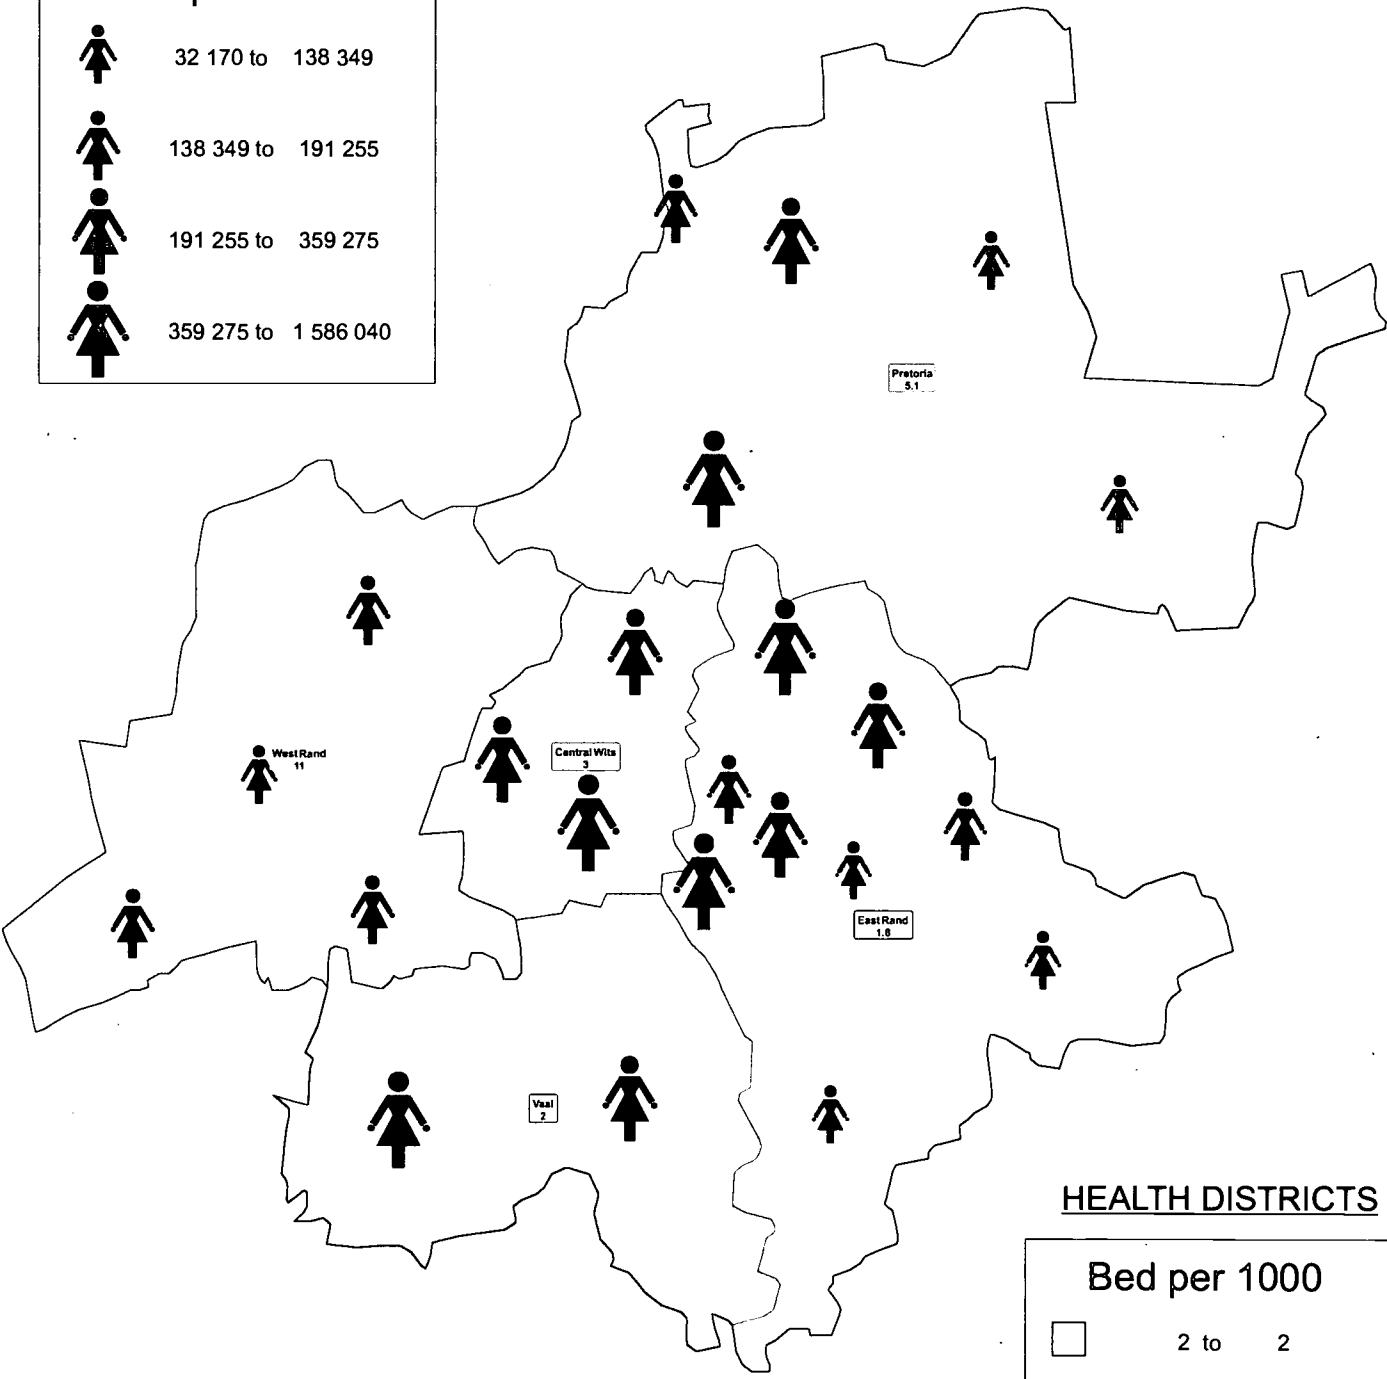 32 170 to 138 349
138 349 to 191 255
191 255 to 359 275
359 275 to 1 586 040
Pretoria
5.1
West Rand
11
Central Wits
3
East Rand
1.8
Vaal
2
HEALTH DISTRICTS
Bed per 1000
2 to 2